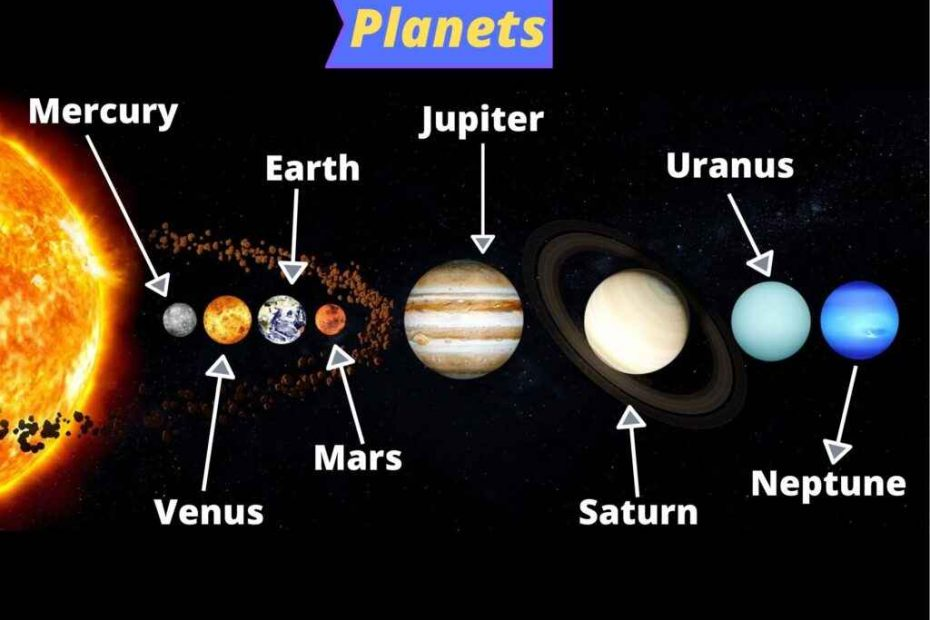 Planets
Mercury
Jupiter
Earth
Uranus
Mars
Venus
Saturn
Neptune